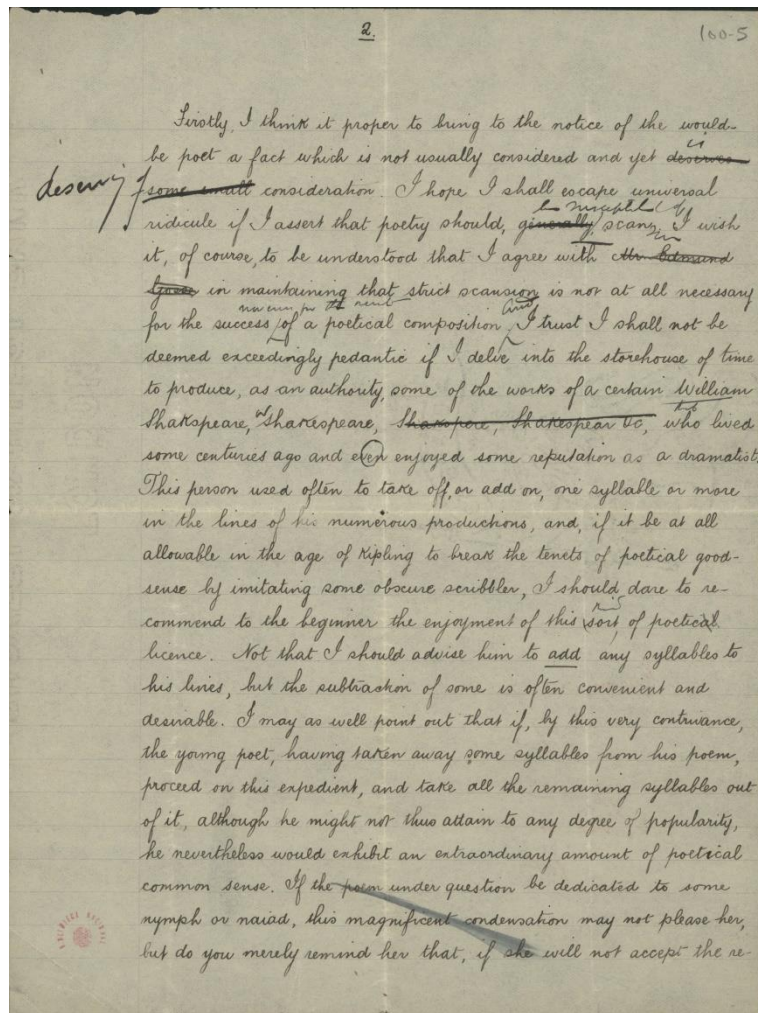 2.
100-5
Firstly, I think it proper to bring to the notice of the would-
be poet a fact which is not usually considered and yet deserves is
deserving of some small consideration. I hope I shall escape universal
ridicule if I assert that poetry should, generally, scan; I wish
it, of course, to be understood that I agree with Mr. Edmund
Gosse in maintaining that strict scansion is not at all necessary
for the success of a poetical composition, and I trust I shall not be
deemed exceedingly pedantic if I delve into the storehouse of time
to produce, as an authority, some of the works of a certain William
Shakspeare, or Shakespeare, Shakspere, Shakespear &c, who lived
some centuries ago and even enjoyed some reputation as a dramatist.
This person used often to take off, or add on, one syllable or more
in the lines of his numerous productions, and, if it be at all
allowable in the age of Kipling to break the tenets of poetical good-
sense by imitating some obscure scribbler, I should dare to re-
commend to the beginner the enjoyment of this sort of poetical
licence. Not that I should advise him to add any syllables to
his lines, but the subtraction of some is often convenient and
desirable. I may as well point out that if, by this very contrivance,
the young poet, having taken away some syllables from his poem,
proceed on this expedient, and take all the remaining syllables out
of it, although he might not thus attain to any degree of popularity,
he nevertheless would exhibit an extraordinary amount of poetical
common sense. If the poem under question be dedicated to some
nymph or naiad, this magnificent condensation may not please her,
but do you merely remind her that, if she will not accept the re-